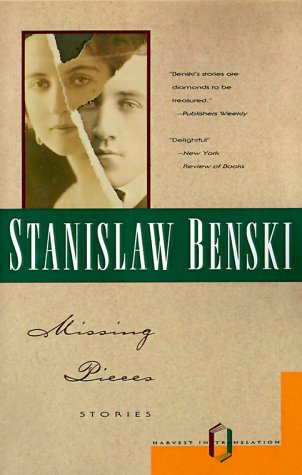 "Benski's stories are
diamonds to be
treasured."
—Publishers Weekly
"Delightful"
—New York
Review of Books
STANISLAW BENSKI
Missing
Pieces
STORIES
HARVEST IN TRANSLATION